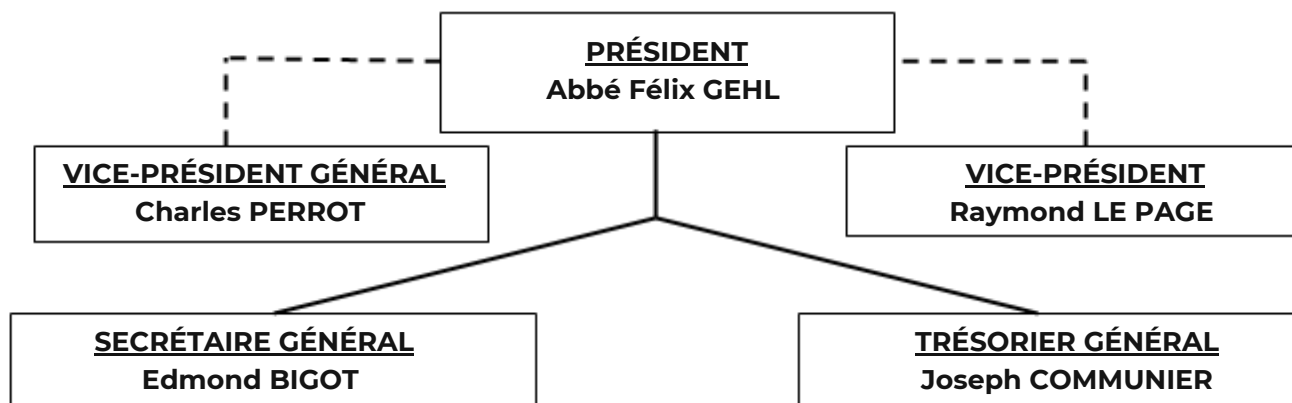 PRÉSIDENT
Abbé Félix GEHL
VICE-PRÉSIDENT GÉNÉRAL
Charles PERROT
VICE-PRÉSIDENT
Raymond LE PAGE
SECRÉTAIRE GÉNÉRAL
Edmond BIGOT
TRÉSORIER GÉNÉRAL
Joseph COMMUNIER